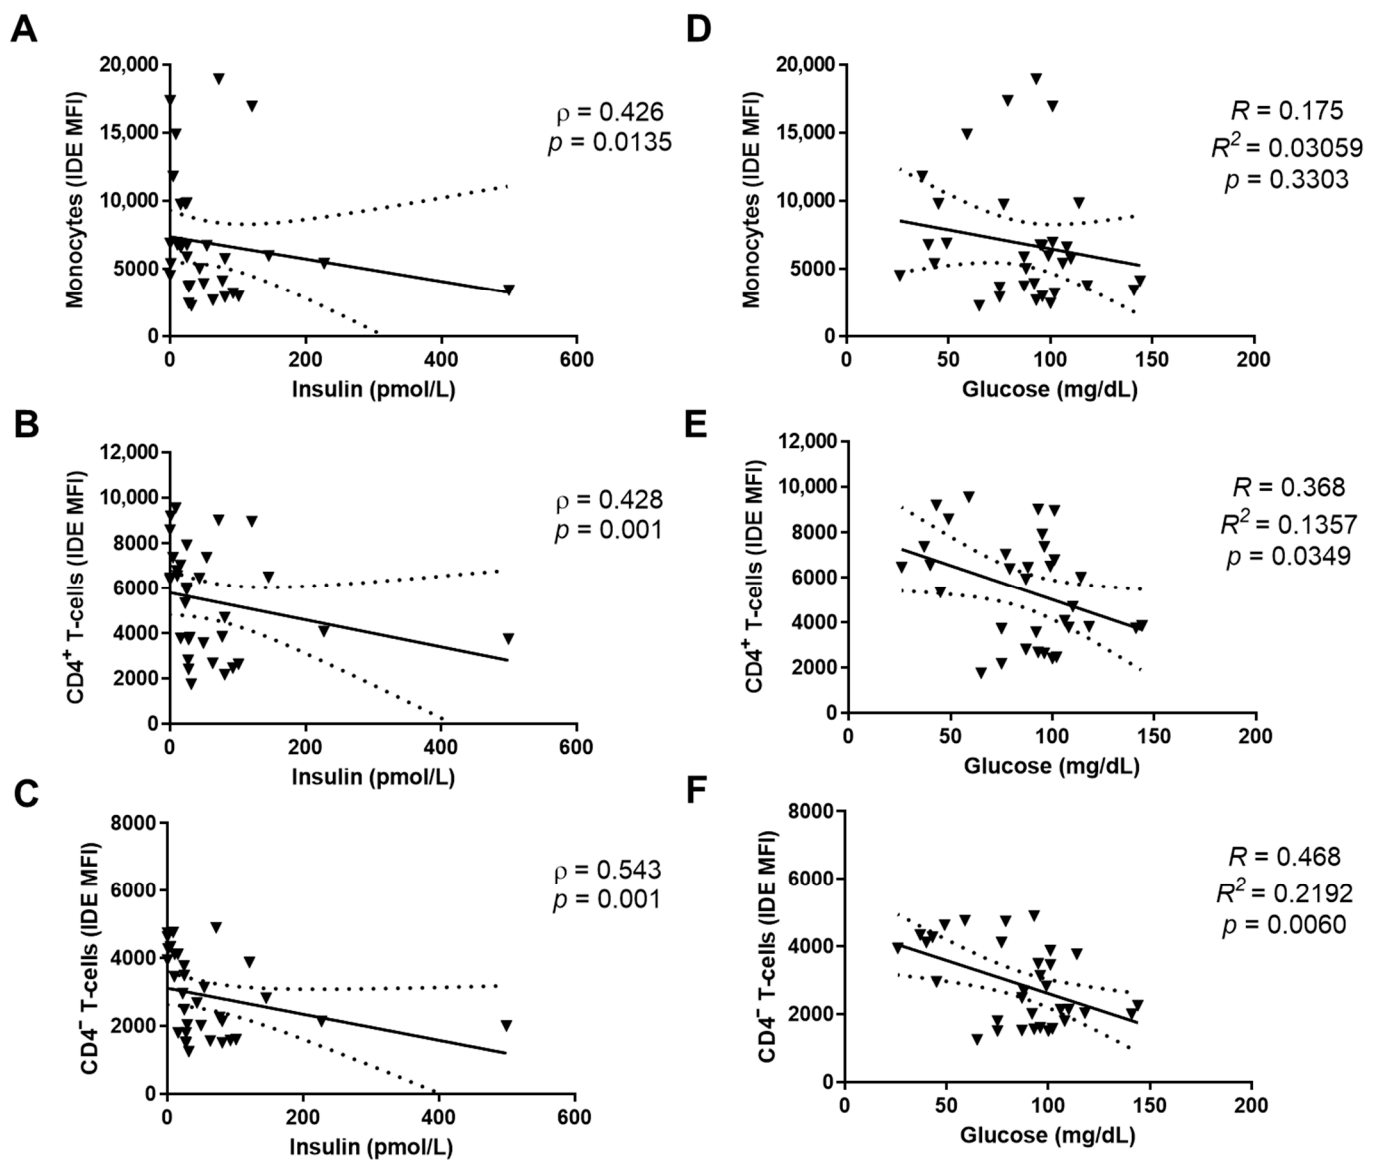 A
20,000
15,000
10,000
5000
0
Monocytes (IDE MFI)
ρ = 0.426
p = 0.0135
0 200 400 600
Insulin (pmol/L)
D
20,000
15,000
10,000
5000
0
Monocytes (IDE MFI)
R = 0.175
R² = 0.03059
p = 0.3303
0 50 100 150 200
Glucose (mg/dL)
B
12,000
10,000
8000
6000
4000
2000
0
CD4⁺ T-cells (IDE MFI)
ρ = 0.428
p = 0.001
0 200 400 600
Insulin (pmol/L)
E
12,000
10,000
8000
6000
4000
2000
0
CD4⁺ T-cells (IDE MFI)
R = 0.368
R² = 0.1357
p = 0.0349
0 50 100 150 200
Glucose (mg/dL)
C
8000
6000
4000
2000
0
CD4⁻ T-cells (IDE MFI)
ρ = 0.543
p = 0.001
0 200 400 600
Insulin (pmol/L)
F
8000
6000
4000
2000
0
CD4⁻ T-cells (IDE MFI)
R = 0.468
R² = 0.2192
p = 0.0060
0 50 100 150 200
Glucose (mg/dL)